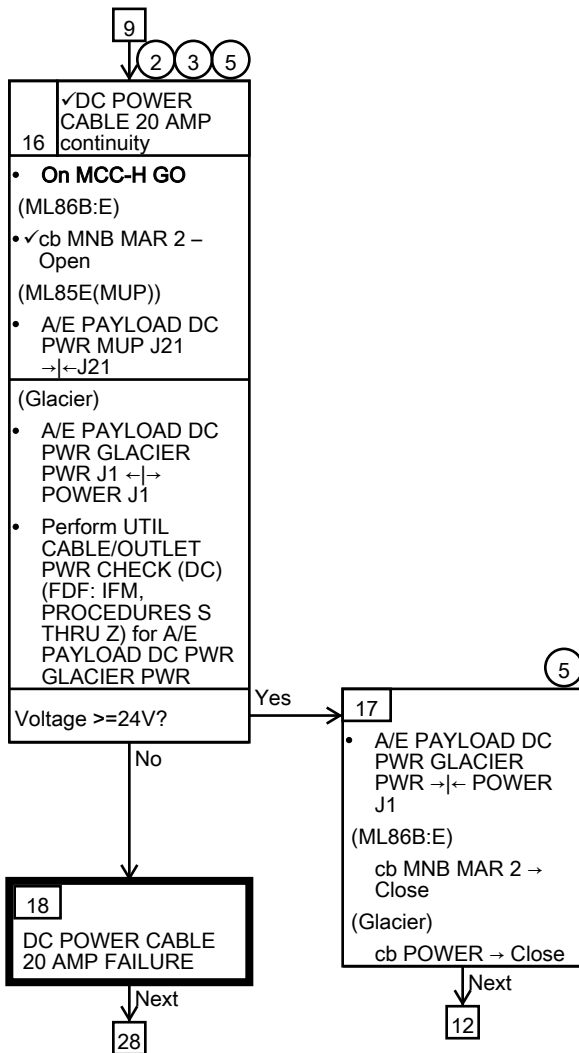 9
2 3 5
16
✓DC POWER
CABLE 20 AMP
continuity
• On MCC-H GO
(ML86B:E)
• ✓cb MNB MAR 2 –
Open
(ML85E(MUP))
• A/E PAYLOAD DC
PWR MUP J21
→|←J21
(Glacier)
• A/E PAYLOAD DC
PWR GLACIER
PWR J1 ←|→
POWER J1
• Perform UTIL
CABLE/OUTLET
PWR CHECK (DC)
(FDF: IFM,
PROCEDURES S
THRU Z) for A/E
PAYLOAD DC PWR
GLACIER PWR
Voltage >=24V?
Yes
No
5
17
• A/E PAYLOAD DC
PWR GLACIER
PWR →|← POWER
J1
(ML86B:E)
cb MNB MAR 2 →
Close
(Glacier)
cb POWER → Close
Next
12
18
DC POWER CABLE
20 AMP FAILURE
Next
28